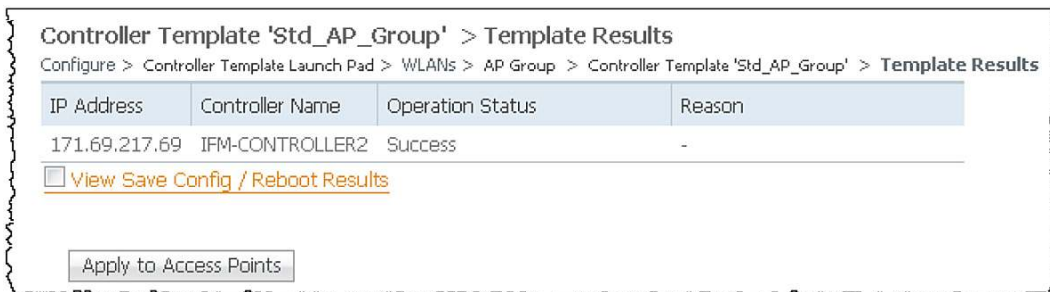 Controller Template 'Std_AP_Group' > Template Results
Configure > Controller Template Launch Pad > WLANs > AP Group > Controller Template 'Std_AP_Group' > Template Results
IP Address Controller Name Operation Status Reason
171.69.217.69 IFM-CONTROLLER2 Success -
View Save Config / Reboot Results
Apply to Access Points